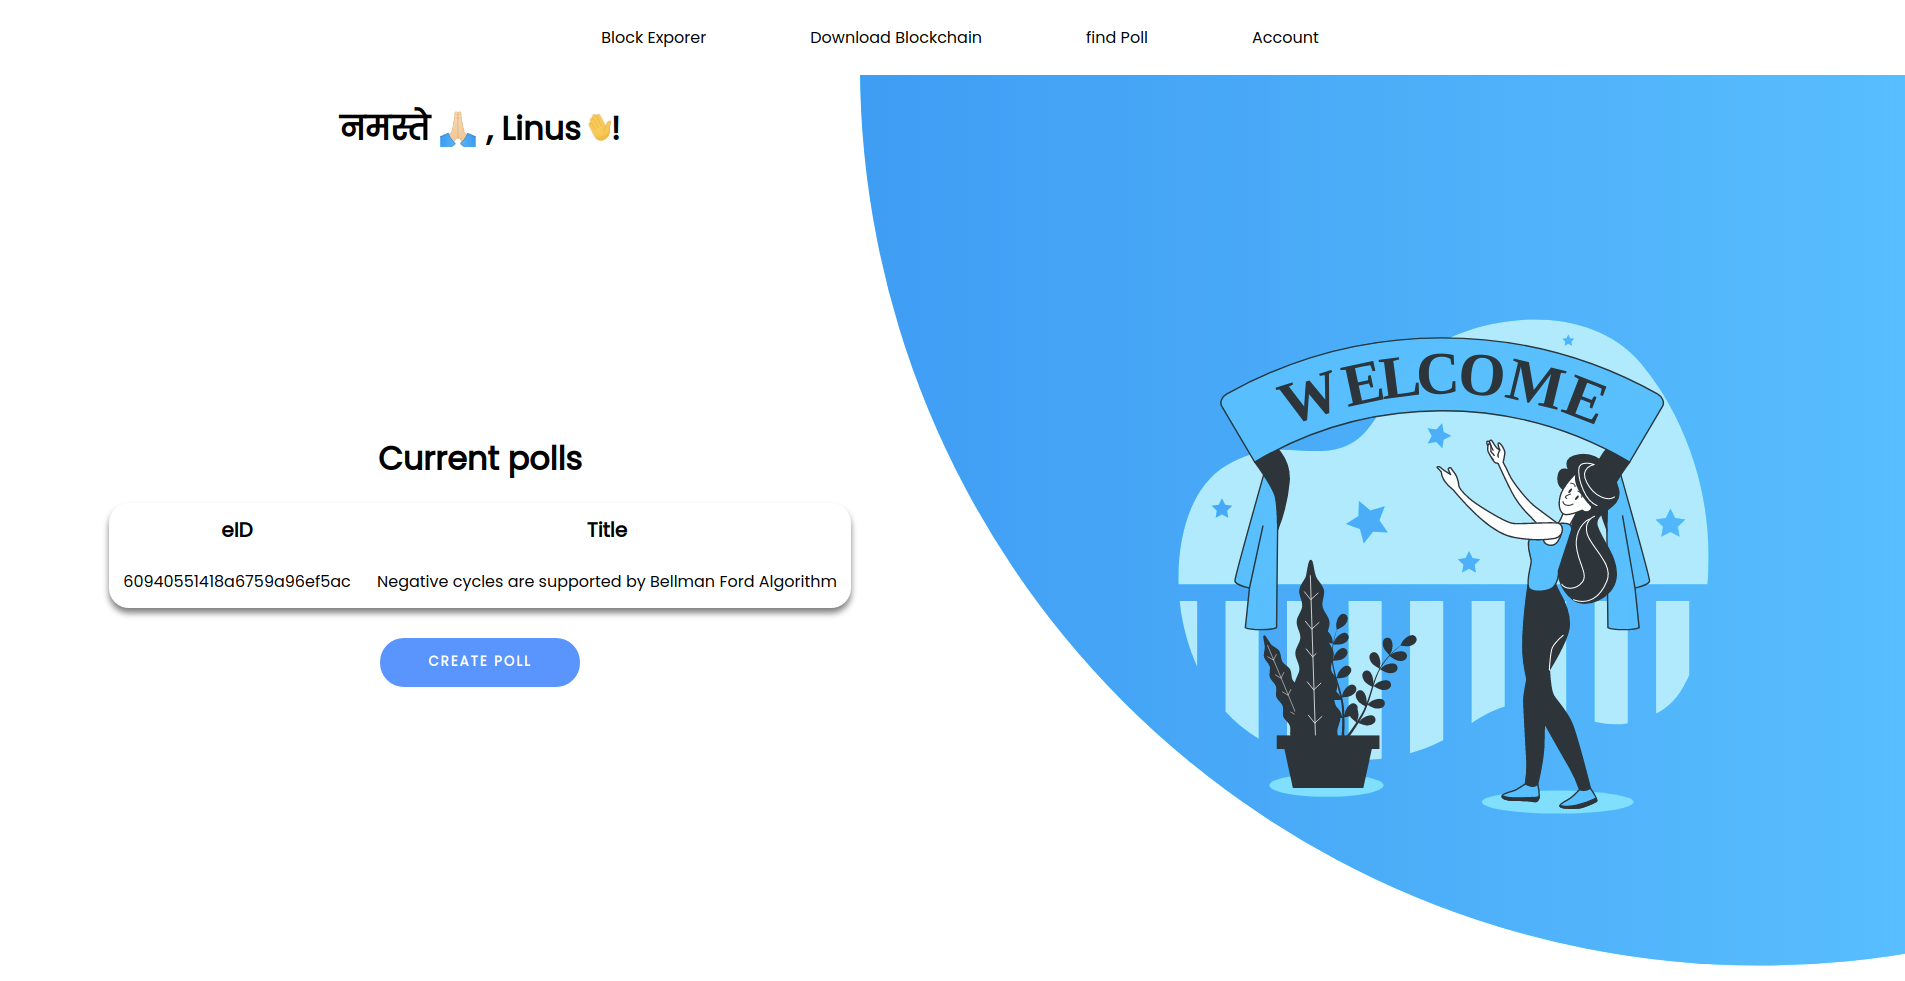 Block Exporer Download Blockchain find Poll Account
नमस्ते 🙏🏻 , Linus 👋!
WELCOME
Current polls
eID Title
60940551418a6759a96ef5ac Negative cycles are supported by Bellman Ford Algorithm
CREATE POLL